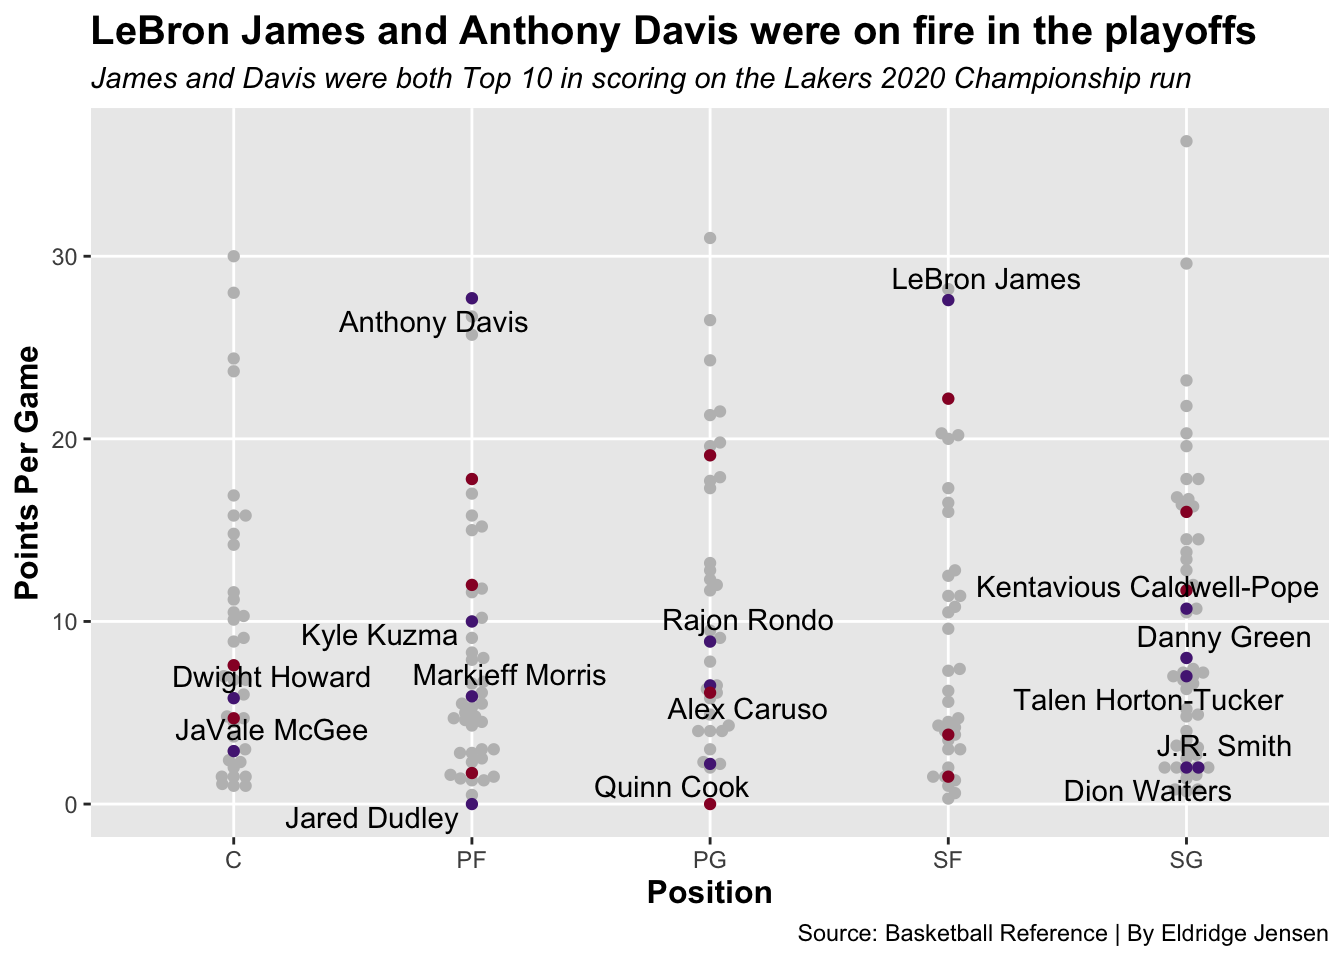 LeBron James and Anthony Davis were on fire in the playoffs
James and Davis were both Top 10 in scoring on the Lakers 2020 Championship run
Points Per Game
30
20
10
0
LeBron James
Anthony Davis
Kentavious Caldwell-Pope
Rajon Rondo
Kyle Kuzma
Danny Green
Dwight Howard
Markieff Morris
Talen Horton-Tucker
Alex Caruso
JaVale McGee
J.R. Smith
Quinn Cook
Dion Waiters
Jared Dudley
C
PF
PG
SF
SG
Position
Source: Basketball Reference | By Eldridge Jensen